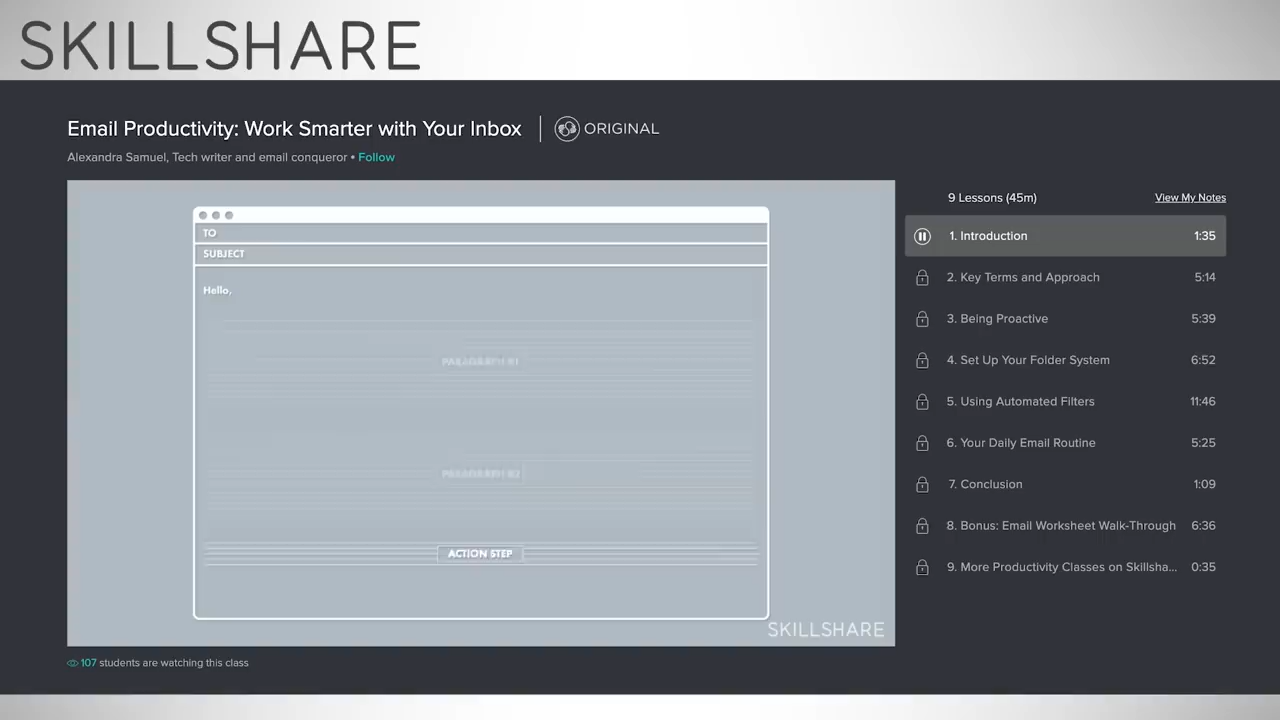 SKILLSHARE
Email Productivity: Work Smarter with Your Inbox
ORIGINAL
Alexandra Samuel, Tech writer and email conqueror • Follow
TO
SUBJECT
Hello,
PARAGRAPH #1
PARAGRAPH #2
ACTION STEP
SKILLSHARE
107 students are watching this class
9 Lessons (45m)
View My Notes
1. Introduction 1:35
2. Key Terms and Approach 5:14
3. Being Proactive 5:39
4. Set Up Your Folder System 6:52
5. Using Automated Filters 11:46
6. Your Daily Email Routine 5:25
7. Conclusion 1:09
8. Bonus: Email Worksheet Walk-Through 6:36
9. More Productivity Classes on Skillsha... 0:35